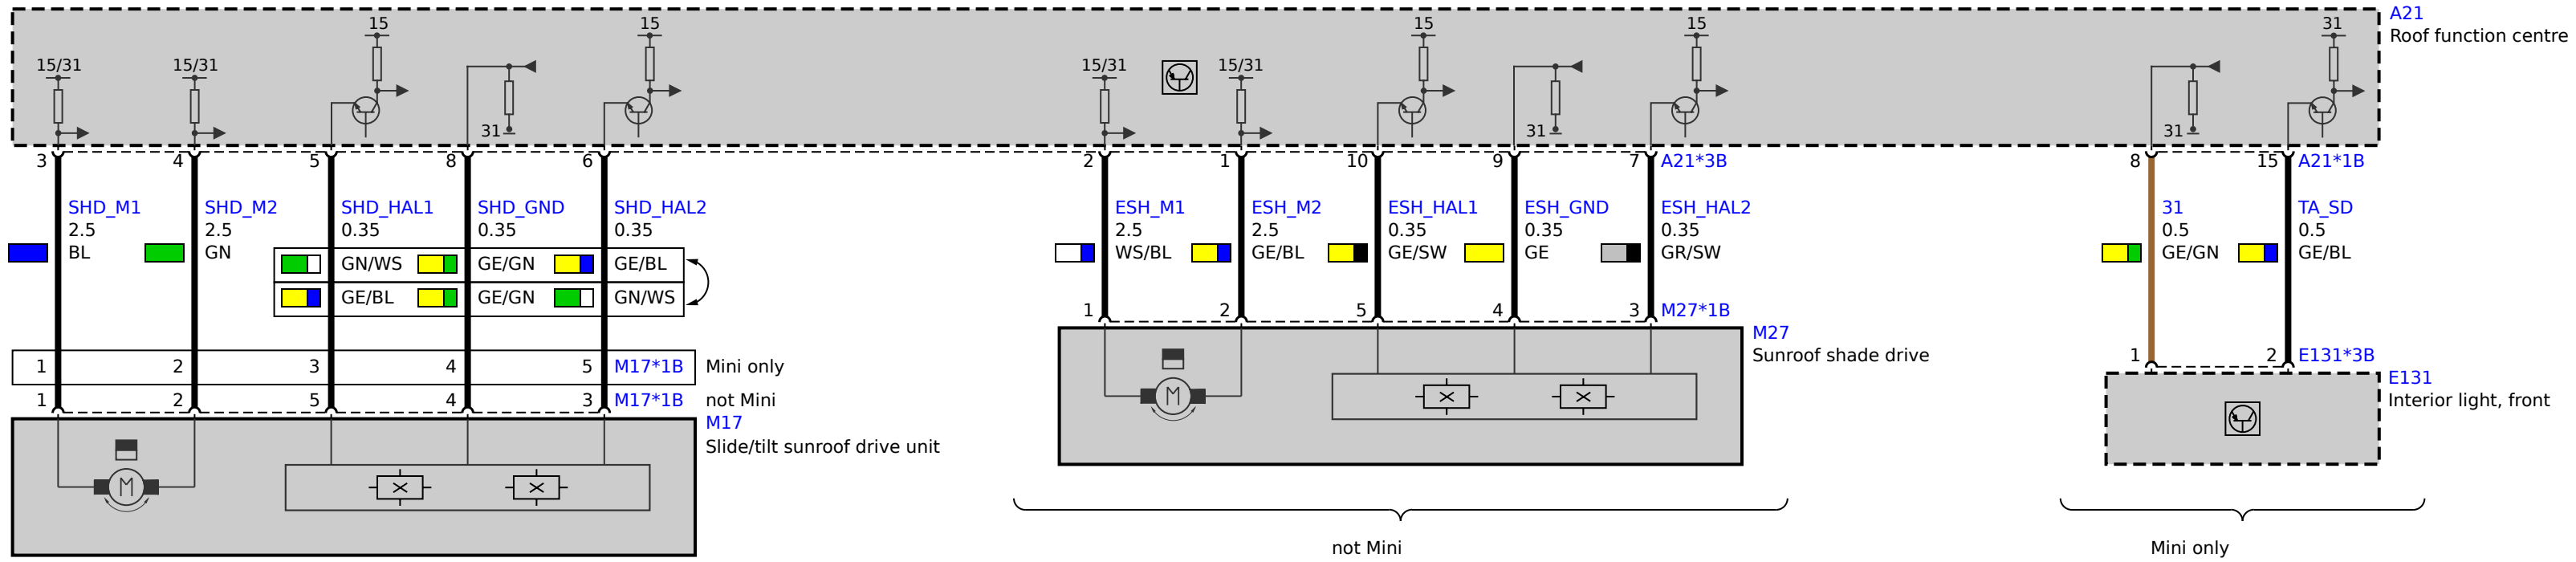 15 15 15 15 31 A21
Roof function centre
15/31 15/31 15/31 15/31
31 31 31
3 4 5 8 6 2 1 10 9 7 A21*3B 8 15 A21*1B
SHD_M1 SHD_M2 SHD_HAL1 SHD_GND SHD_HAL2 ESH_M1 ESH_M2 ESH_HAL1 ESH_GND ESH_HAL2 31 TA_SD
2.5 2.5 0.35 0.35 0.35 2.5 2.5 0.35 0.35 0.35 0.5 0.5
BL GN WS/BL GE/BL GE/SW GE GR/SW GE/GN GE/BL
GN/WS GE/GN GE/BL
GE/BL GE/GN GN/WS
1 2 5 4 3 M27*1B
M27
Sunroof shade drive
1 2 E131*3B
1 2 3 4 5 M17*1B Mini only
E131
Interior light, front
1 2 5 4 3 M17*1B not Mini
M17
Slide/tilt sunroof drive unit
M M
not Mini Mini only